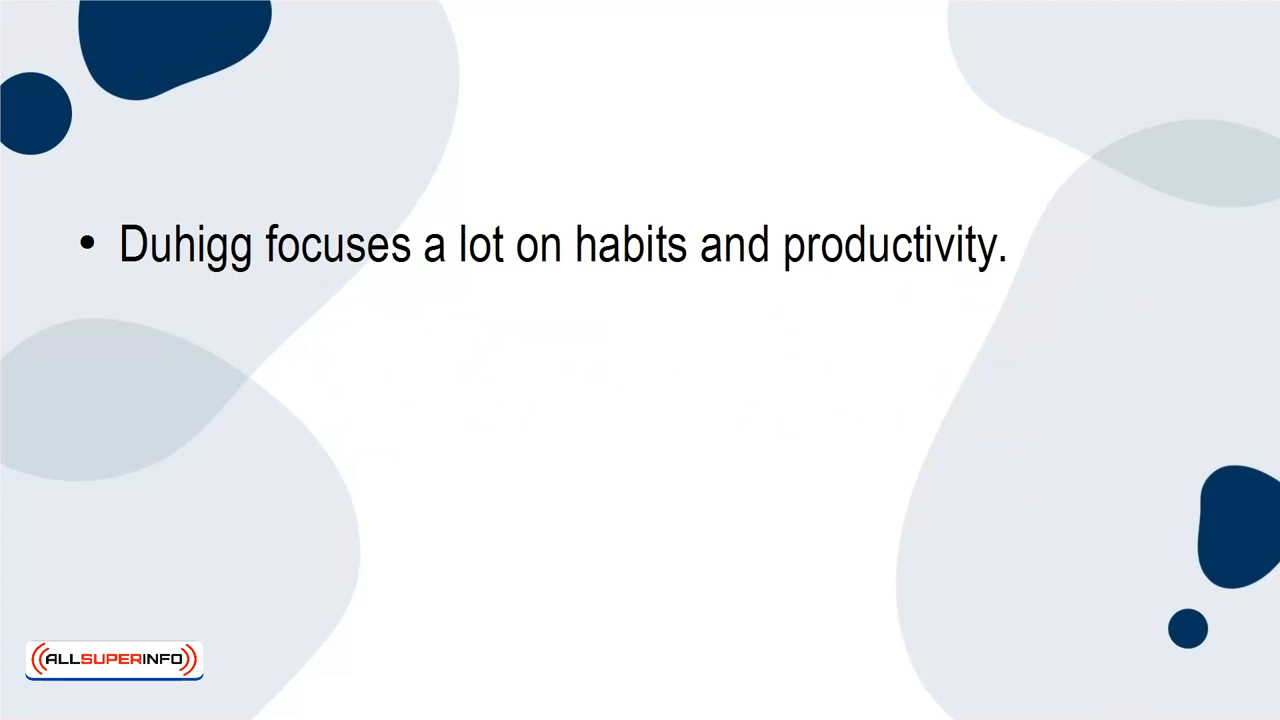 • Duhigg focuses a lot on habits and productivity.
ALLSUPERINFO